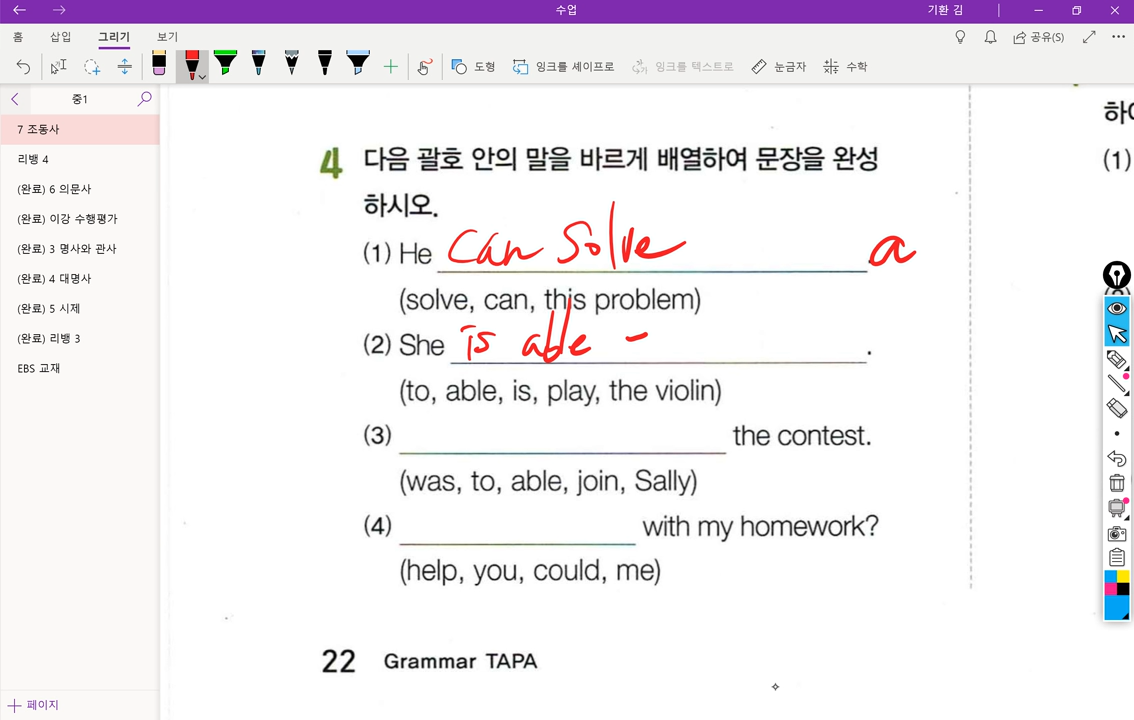 수업
기환 김
홈 삽입 그리기 보기
공유(S)
도형 잉크를 셰이프로 잉크를 텍스트로 눈금자 수학
중1
7 조동사
리뱅 4
(완료) 6 의문사
(완료) 이강 수행평가
(완료) 3 명사와 관사
(완료) 4 대명사
(완료) 5 시제
(완료) 리뱅 3
EBS 교재
페이지
4 다음 괄호 안의 말을 바르게 배열하여 문장을 완성
하시오.
(1) He can solve a
(solve, can, this problem)
(2) She is able .
(to, able, is, play, the violin)
(3) the contest.
(was, to, able, join, Sally)
(4) with my homework?
(help, you, could, me)
22 Grammar TAPA
(1)